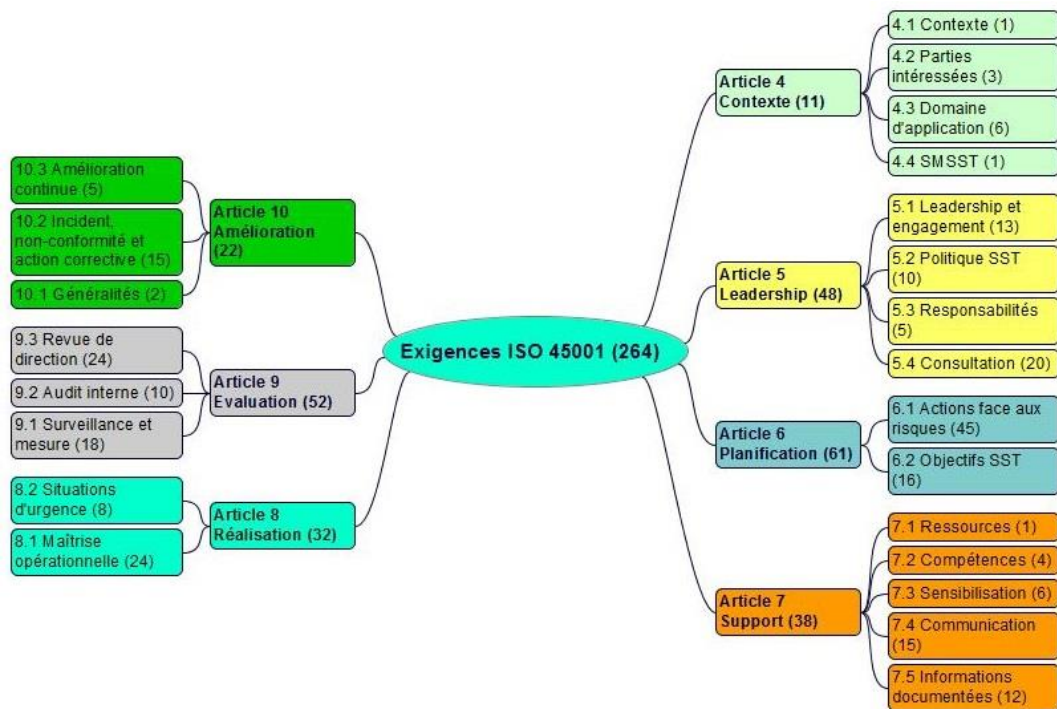 Exigences ISO 45001 (264)
Article 4
Contexte (11)
4.1 Contexte (1)
4.2 Parties
intéressées (3)
4.3 Domaine
d'application (6)
4.4 SMSST (1)
Article 5
Leadership (48)
5.1 Leadership et
engagement (13)
5.2 Politique SST
(10)
5.3 Responsabilités
(5)
5.4 Consultation (20)
Article 6
Planification (61)
6.1 Actions face aux
risques (45)
6.2 Objectifs SST
(16)
Article 7
Support (38)
7.1 Ressources (1)
7.2 Compétences (4)
7.3 Sensibilisation (6)
7.4 Communication
(15)
7.5 Informations
documentées (12)
Article 10
Amélioration
(22)
10.3 Amélioration
continue (5)
10.2 Incident,
non-conformité et
action corrective (15)
10.1 Généralités (2)
Article 9
Evaluation (52)
9.3 Revue de
direction (24)
9.2 Audit interne (10)
9.1 Surveillance et
mesure (18)
Article 8
Réalisation (32)
8.2 Situations
d'urgence (8)
8.1 Maîtrise
opérationnelle (24)